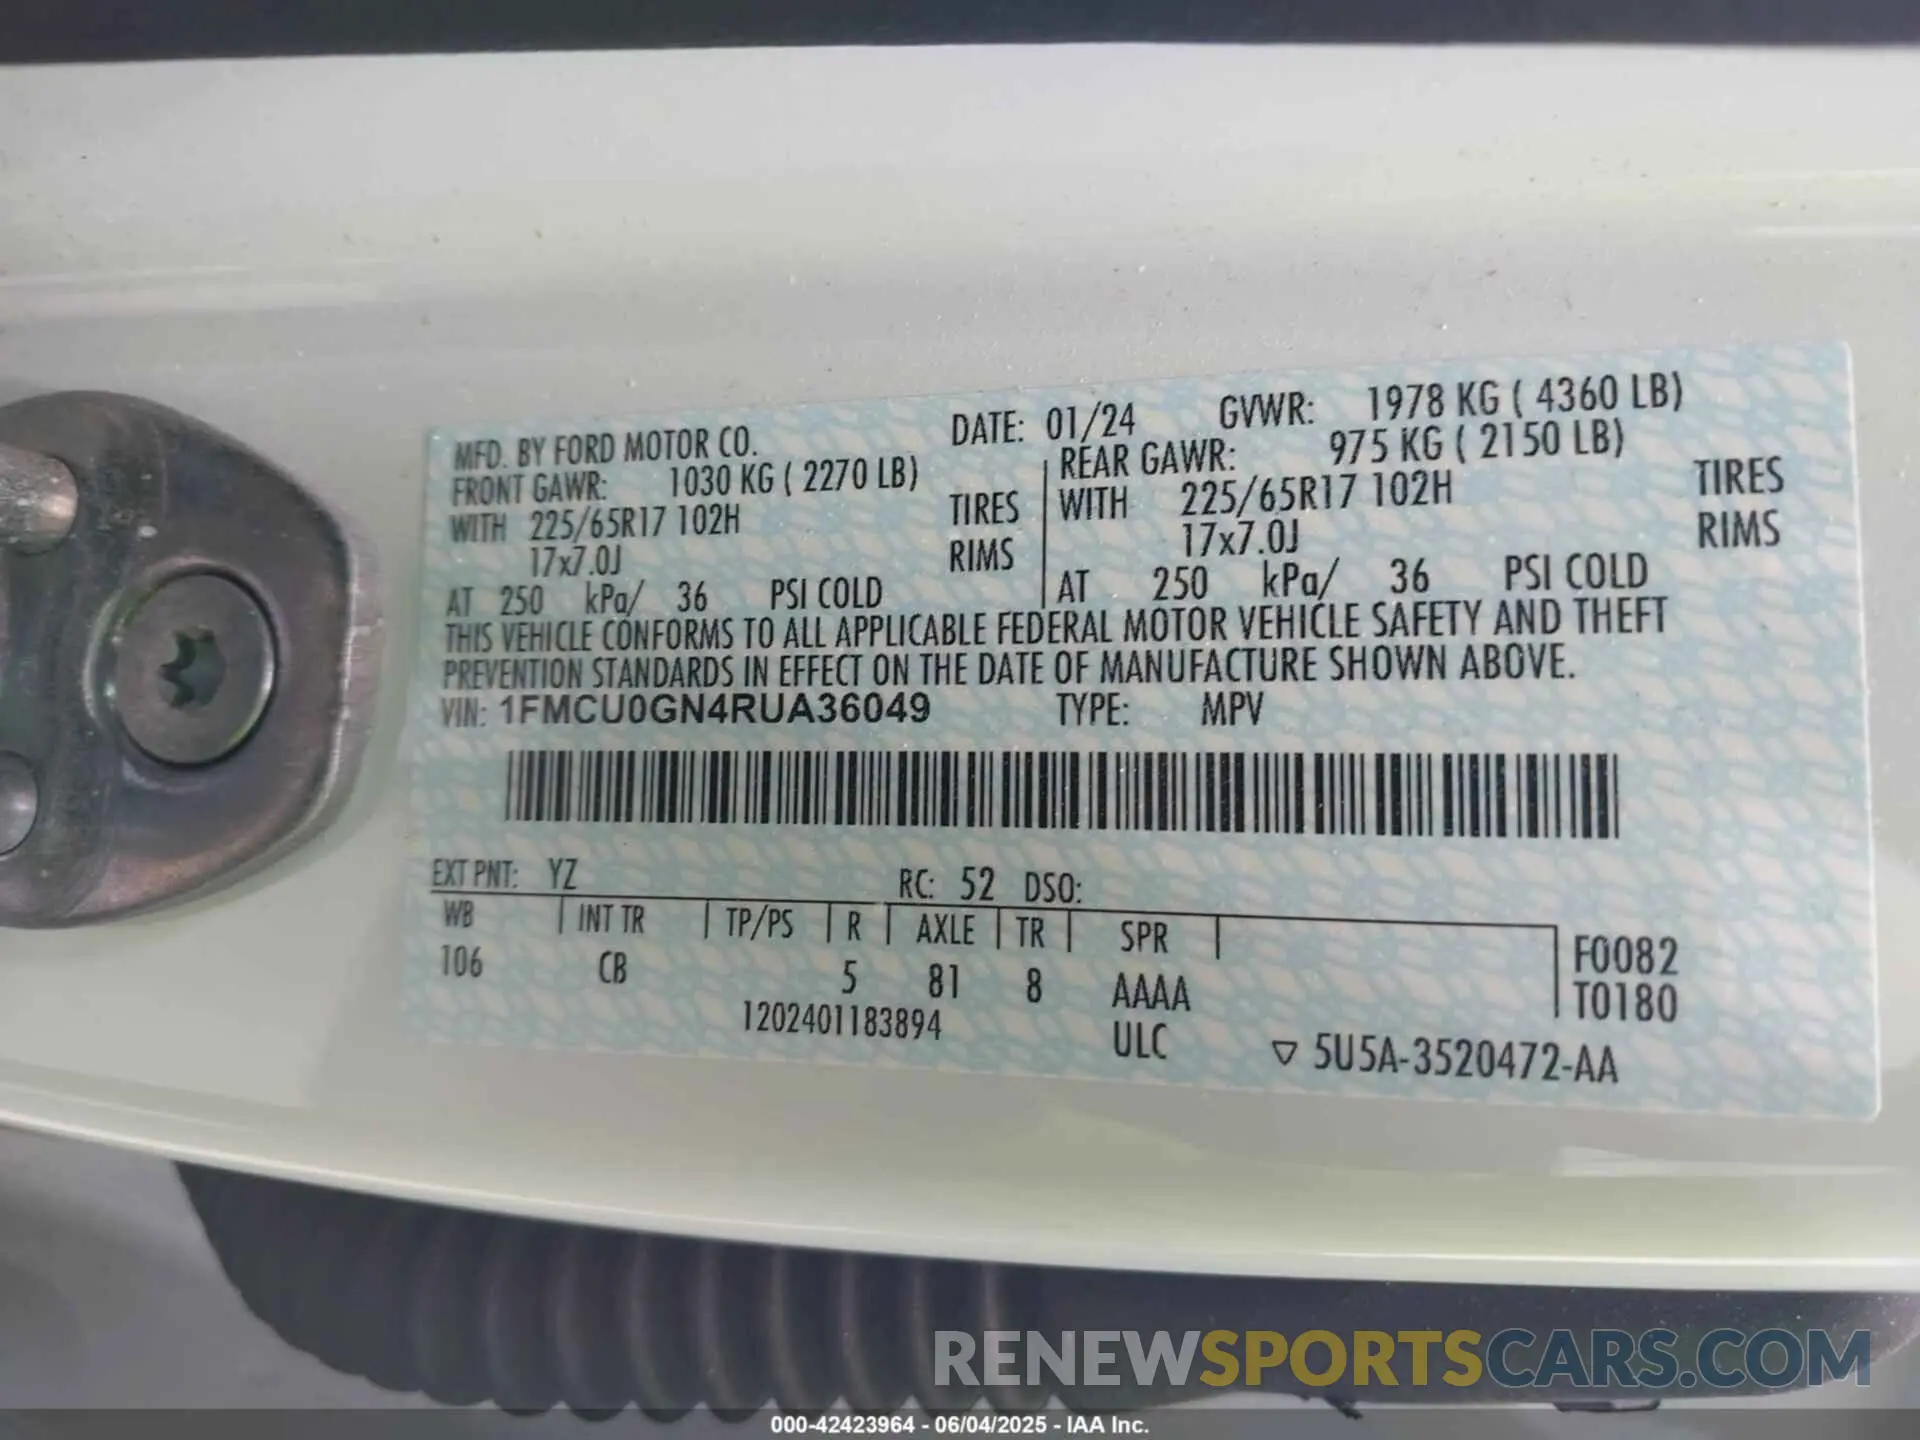 MFD. BY FORD MOTOR CO. DATE: 01/24 GVWR: 1978 KG ( 4360 LB)
FRONT GAWR: 1030 KG ( 2270 LB) REAR GAWR: 975 KG ( 2150 LB)
WITH 225/65R17 102H TIRES WITH 225/65R17 102H TIRES
17x7.0J RIMS 17x7.0J RIMS
AT 250 kPa/ 36 PSI COLD AT 250 kPa/ 36 PSI COLD
THIS VEHICLE CONFORMS TO ALL APPLICABLE FEDERAL MOTOR VEHICLE SAFETY AND THEFT
PREVENTION STANDARDS IN EFFECT ON THE DATE OF MANUFACTURE SHOWN ABOVE.
VIN: 1FMCU0GN4RUA36049 TYPE: MPV
EXT PNT: YZ RC: 52 DSO:
WB INT TR TP/PS R AXLE TR SPR F0082
106 CB 5 81 8 AAAA T0180
1202401183894 ULC ▽ 5U5A-3520472-AA
RENEWSPORTSCARS.COM
000-42423964 - 06/04/2025 - IAA Inc.